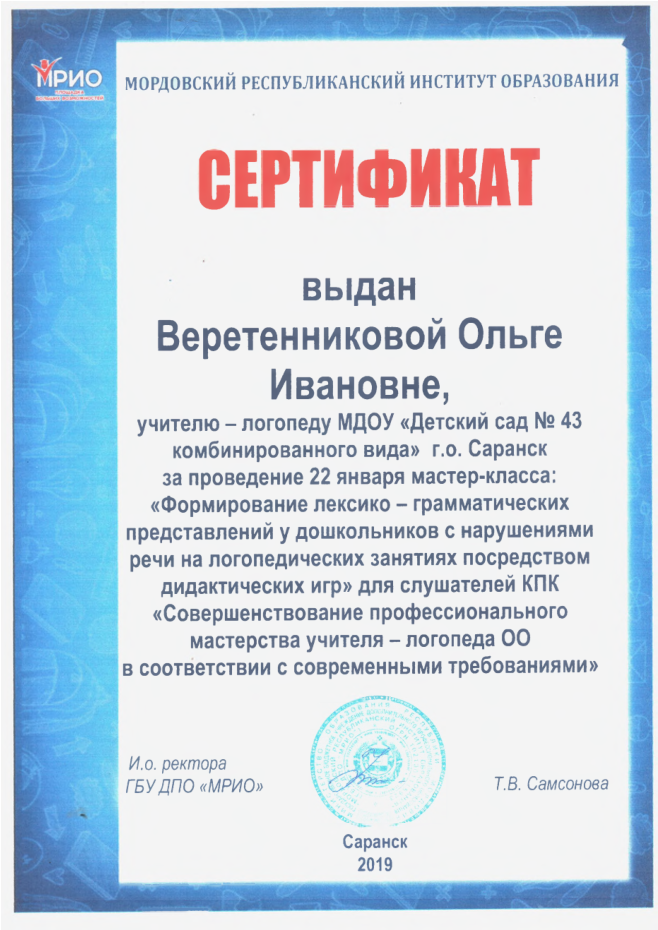 МРИО
МОРДОВСКИЙ РЕСПУБЛИКАНСКИЙ ИНСТИТУТ ОБРАЗОВАНИЯ
СЕРТИФИКАТ
выдан
Веретенниковой Ольге
Ивановне,
учителю – логопеду МДОУ «Детский сад № 43
комбинированного вида» г.о. Саранск
за проведение 22 января мастер-класса:
«Формирование лексико – грамматических
представлений у дошкольников с нарушениями
речи на логопедических занятиях посредством
дидактических игр» для слушателей КПК
«Совершенствование профессионального
мастерства учителя – логопеда ОО
в соответствии с современными требованиями»
И.о. ректора
ГБУ ДПО «МРИО»
Т.В. Самсонова
Саранск
2019